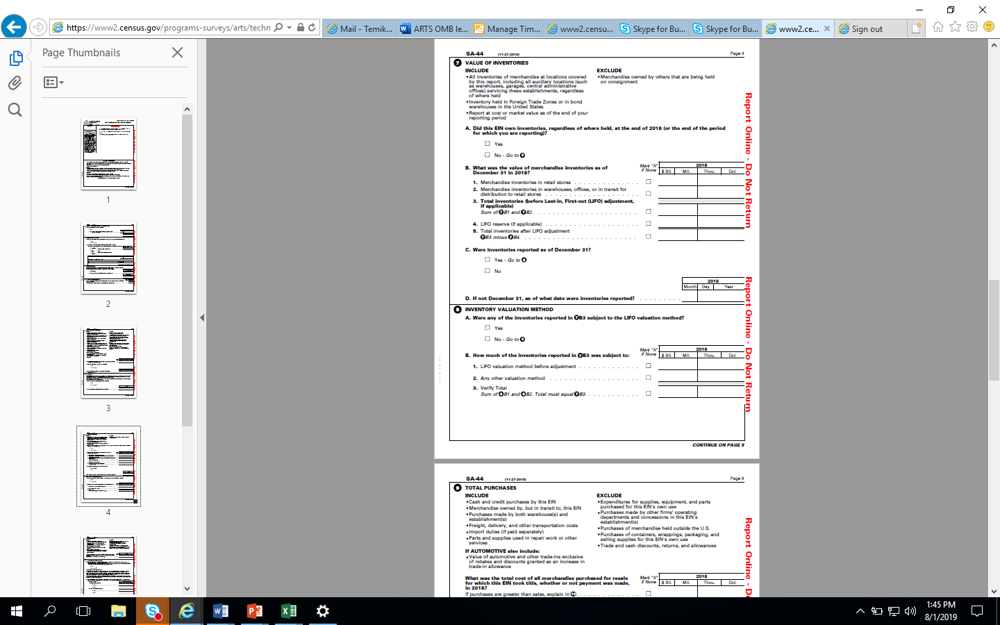 https://www2.census.gov/programs-surveys/arts/techn
Mail - Temik...
ARTS OMB le...
Manage Tim...
www2.censu...
Skype for Bu...
Skype for Bu...
www2.ce...
Sign out
Page Thumbnails
1
2
3
4
SA-44 (11-27-2018) Page 4
7 VALUE OF INVENTORIES
INCLUDE
• All inventories of merchandise at locations covered
by this report, including all auxiliary locations (such
as warehouses, garages, central administrative
offices) servicing these establishments, regardless
of where held
• Inventory held in Foreign Trade Zones or in bond
warehouses in the United States
• Report at cost or market value as of the end of your
reporting period
EXCLUDE
• Merchandise owned by others that are being held
on consignment
A. Did this EIN own inventories, regardless of where held, at the end of 2018 (or the end of the period
for which you are reporting)?
Yes
No - Go to 9
B. What was the value of merchandise inventories as of
December 31 in 2018?
Mark "X"
if None
2018
$ Bil. Mil. Thou. Dol.
1. Merchandise inventories in retail stores
2. Merchandise inventories in warehouses, offices, or in transit for
distribution to retail stores
3. Total inventories (before Last-in, First-out (LIFO) adjustment,
if applicable)
Sum of 7B1 and 7B2.
4. LIFO reserve (if applicable)
5. Total inventories after LIFO adjustment
7B3 minus 7B4.
C. Were inventories reported as of December 31?
Yes - Go to 8
No
2018
Month Day Year
D. If not December 31, as of what date were inventories reported?
8 INVENTORY VALUATION METHOD
A. Were any of the inventories reported in 7B3 subject to the LIFO valuation method?
Yes
No - Go to 9
B. How much of the inventories reported in 7B3 was subject to:
Mark "X"
if None
2018
$ Bil. Mil. Thou. Dol.
1. LIFO valuation method before adjustment
2. Any other valuation method
3. Verify Total
Sum of 8B1 and 8B2. Total must equal 7B3.
CONTINUE ON PAGE 5
Report Online - Do Not Return
Report Online - Do Not Return
SA-44 (11-27-2018) Page 5
9 TOTAL PURCHASES
INCLUDE
• Cash and credit purchases by this EIN
• Merchandise owned by, but in transit to, this EIN
• Purchases made by both warehouse(s) and
establishment(s)
• Freight, delivery, and other transportation costs
• Import duties (if paid separately)
• Parts and supplies used in repair work or other
services
If AUTOMOTIVE also include:
• Value of automotive and other trade-ins exclusive
of rebates and discounts granted as an increase in
trade-in allowance
EXCLUDE
• Expenditures for supplies, equipment, and parts
purchased for this EIN's own use
• Purchases made by other firms' operating
departments and concessions in this EIN's
establishment(s)
• Purchases of merchandise held outside the U.S.
• Purchases of containers, wrappings, packaging, and
selling supplies for this EIN's own use
• Trade and cash discounts, returns, and allowances
What was the total cost of all merchandise purchased for resale
for which this EIN took title, whether or not payment was made,
in 2018?
If purchases are greater than sales, explain in
Mark "X"
if None
2018
$ Bil. Mil. Thou. Dol.
Report Online - Do
1:45 PM
8/1/2019